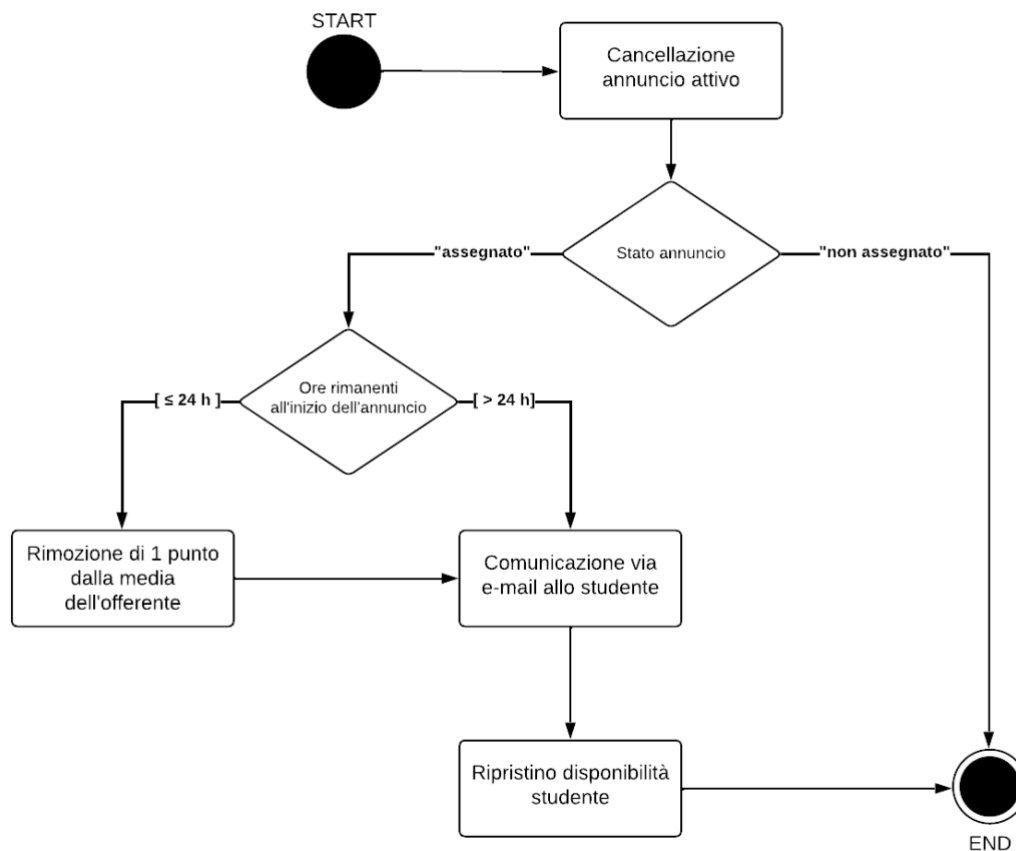 START
Cancellazione
annuncio attivo
Stato annuncio
"assegnato"
"non assegnato"
Ore rimanenti
all'inizio dell'annuncio
[ ≤ 24 h ]
[ > 24 h]
Rimozione di 1 punto
dalla media
dell'offerente
Comunicazione via
e-mail allo studente
Ripristino disponibilità
studente
END